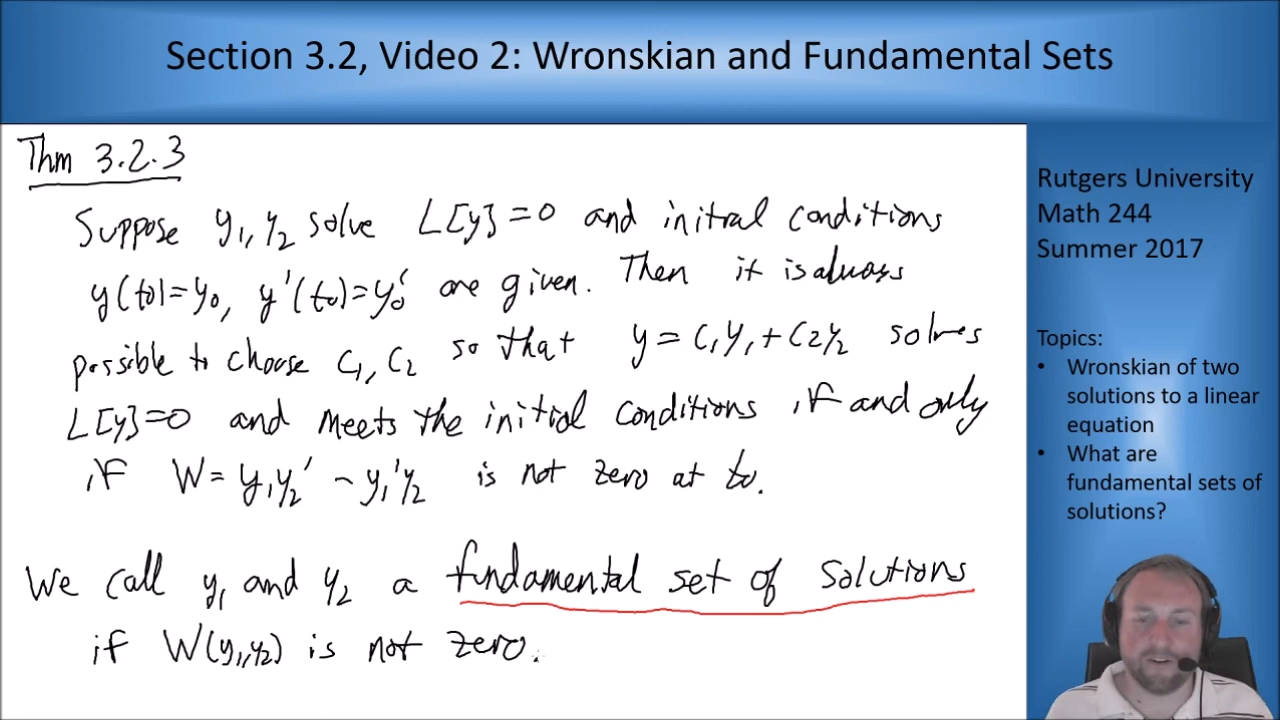 Section 3.2, Video 2: Wronskian and Fundamental Sets
Thm 3.2.3
Suppose y₁, y₂ solve L[y]=0 and initial conditions
y(t0)=y₀, y'(t0)=y₀' are given. Then it is always
possible to choose C₁, C₂ so that y = C₁y₁ + C₂y₂ solves
L[y]=0 and meets the initial conditions if and only
if W = y₁y₂' - y₁'y₂ is not zero at t0.
We call y₁ and y₂ a fundamental set of solutions
if W(y₁,y₂) is not zero.
Rutgers University
Math 244
Summer 2017
Topics:
• Wronskian of two
solutions to a linear
equation
• What are
fundamental sets of
solutions?